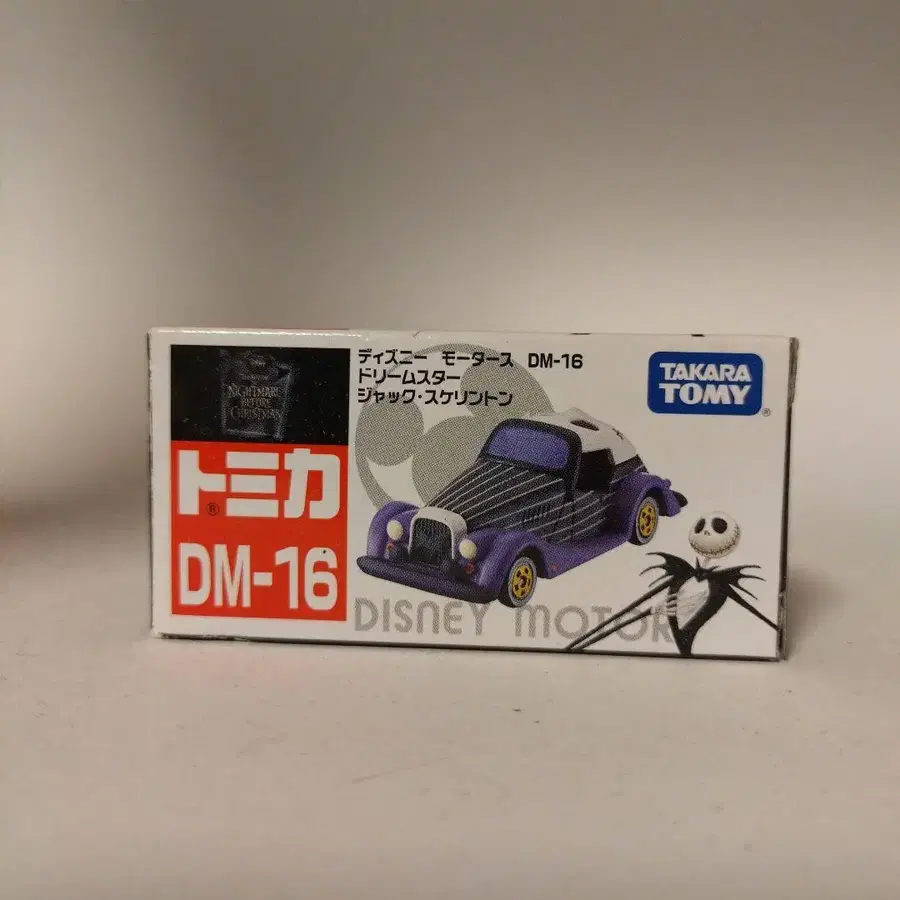 ディズニー モータース DM-16
ドリームスター
ジャック・スケリントン
TAKARA
TOMY
®
Disney
NIGHTMARE
BEFORE
CHRISTMAS
トミカ
®
DM-16
DISNEY MOTOR